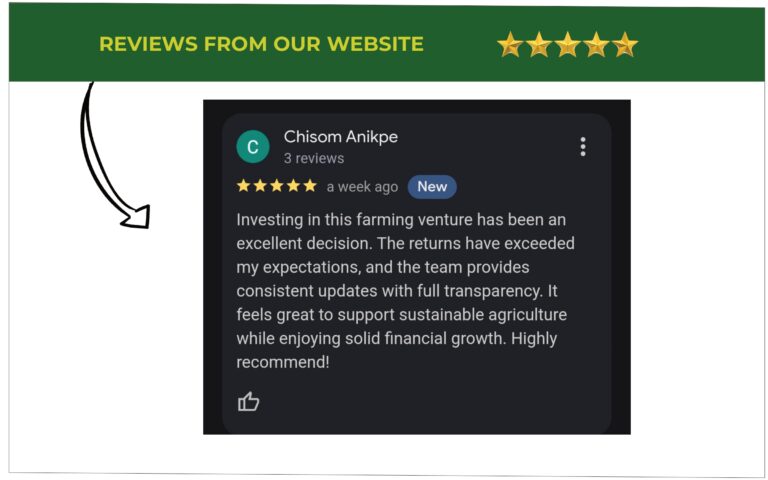 REVIEWS FROM OUR WEBSITE
C
Chisom Anikpe
3 reviews
a week ago New
Investing in this farming venture has been an
excellent decision. The returns have exceeded
my expectations, and the team provides
consistent updates with full transparency. It
feels great to support sustainable agriculture
while enjoying solid financial growth. Highly
recommend!